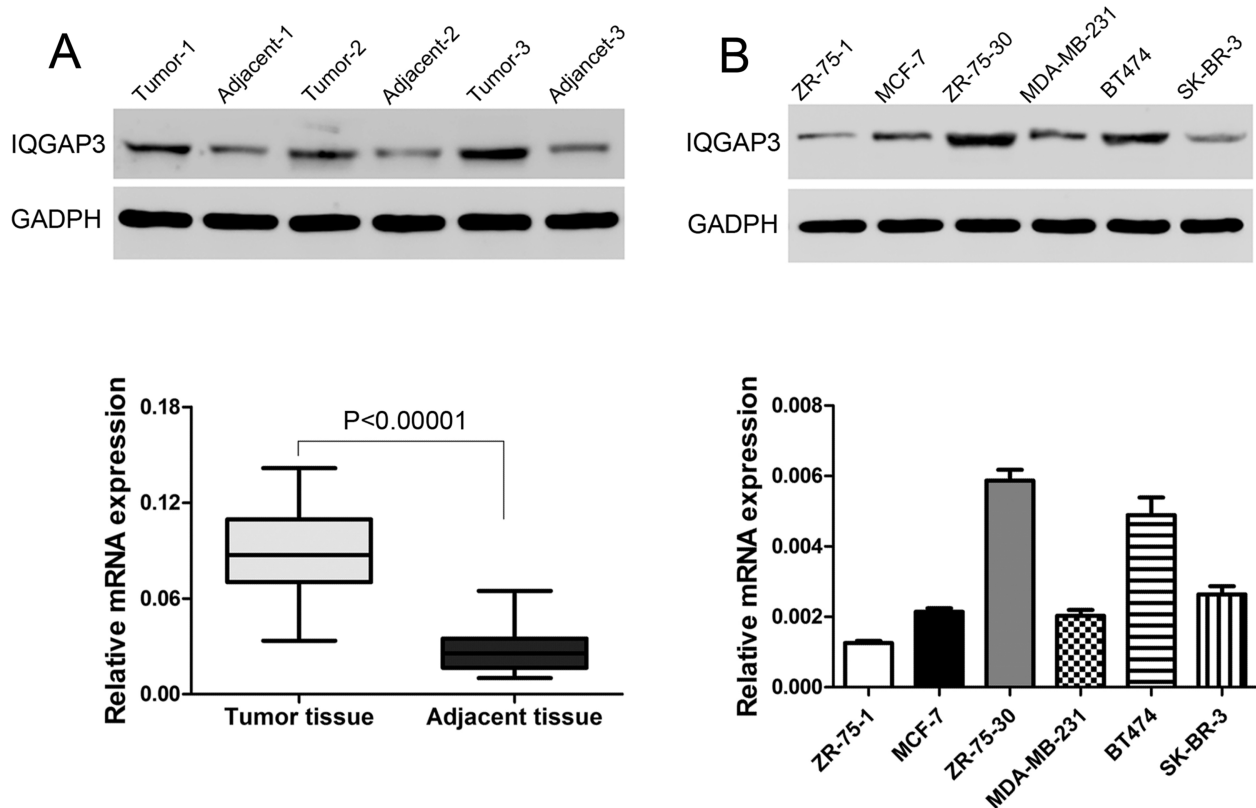 A
Tumor-1
Adjacent-1
Tumor-2
Adjacent-2
Tumor-3
Adjancet-3
IQGAP3
GADPH
Relative mRNA expression
0.18
0.12
0.06
0.00
P<0.00001
Tumor tissue
Adjacent tissue
B
ZR-75-1
MCF-7
ZR-75-30
MDA-MB-231
BT474
SK-BR-3
IQGAP3
GADPH
Relative mRNA expression
0.008
0.006
0.004
0.002
0.000
ZR-75-1
MCF-7
ZR-75-30
MDA-MB-231
BT474
SK-BR-3